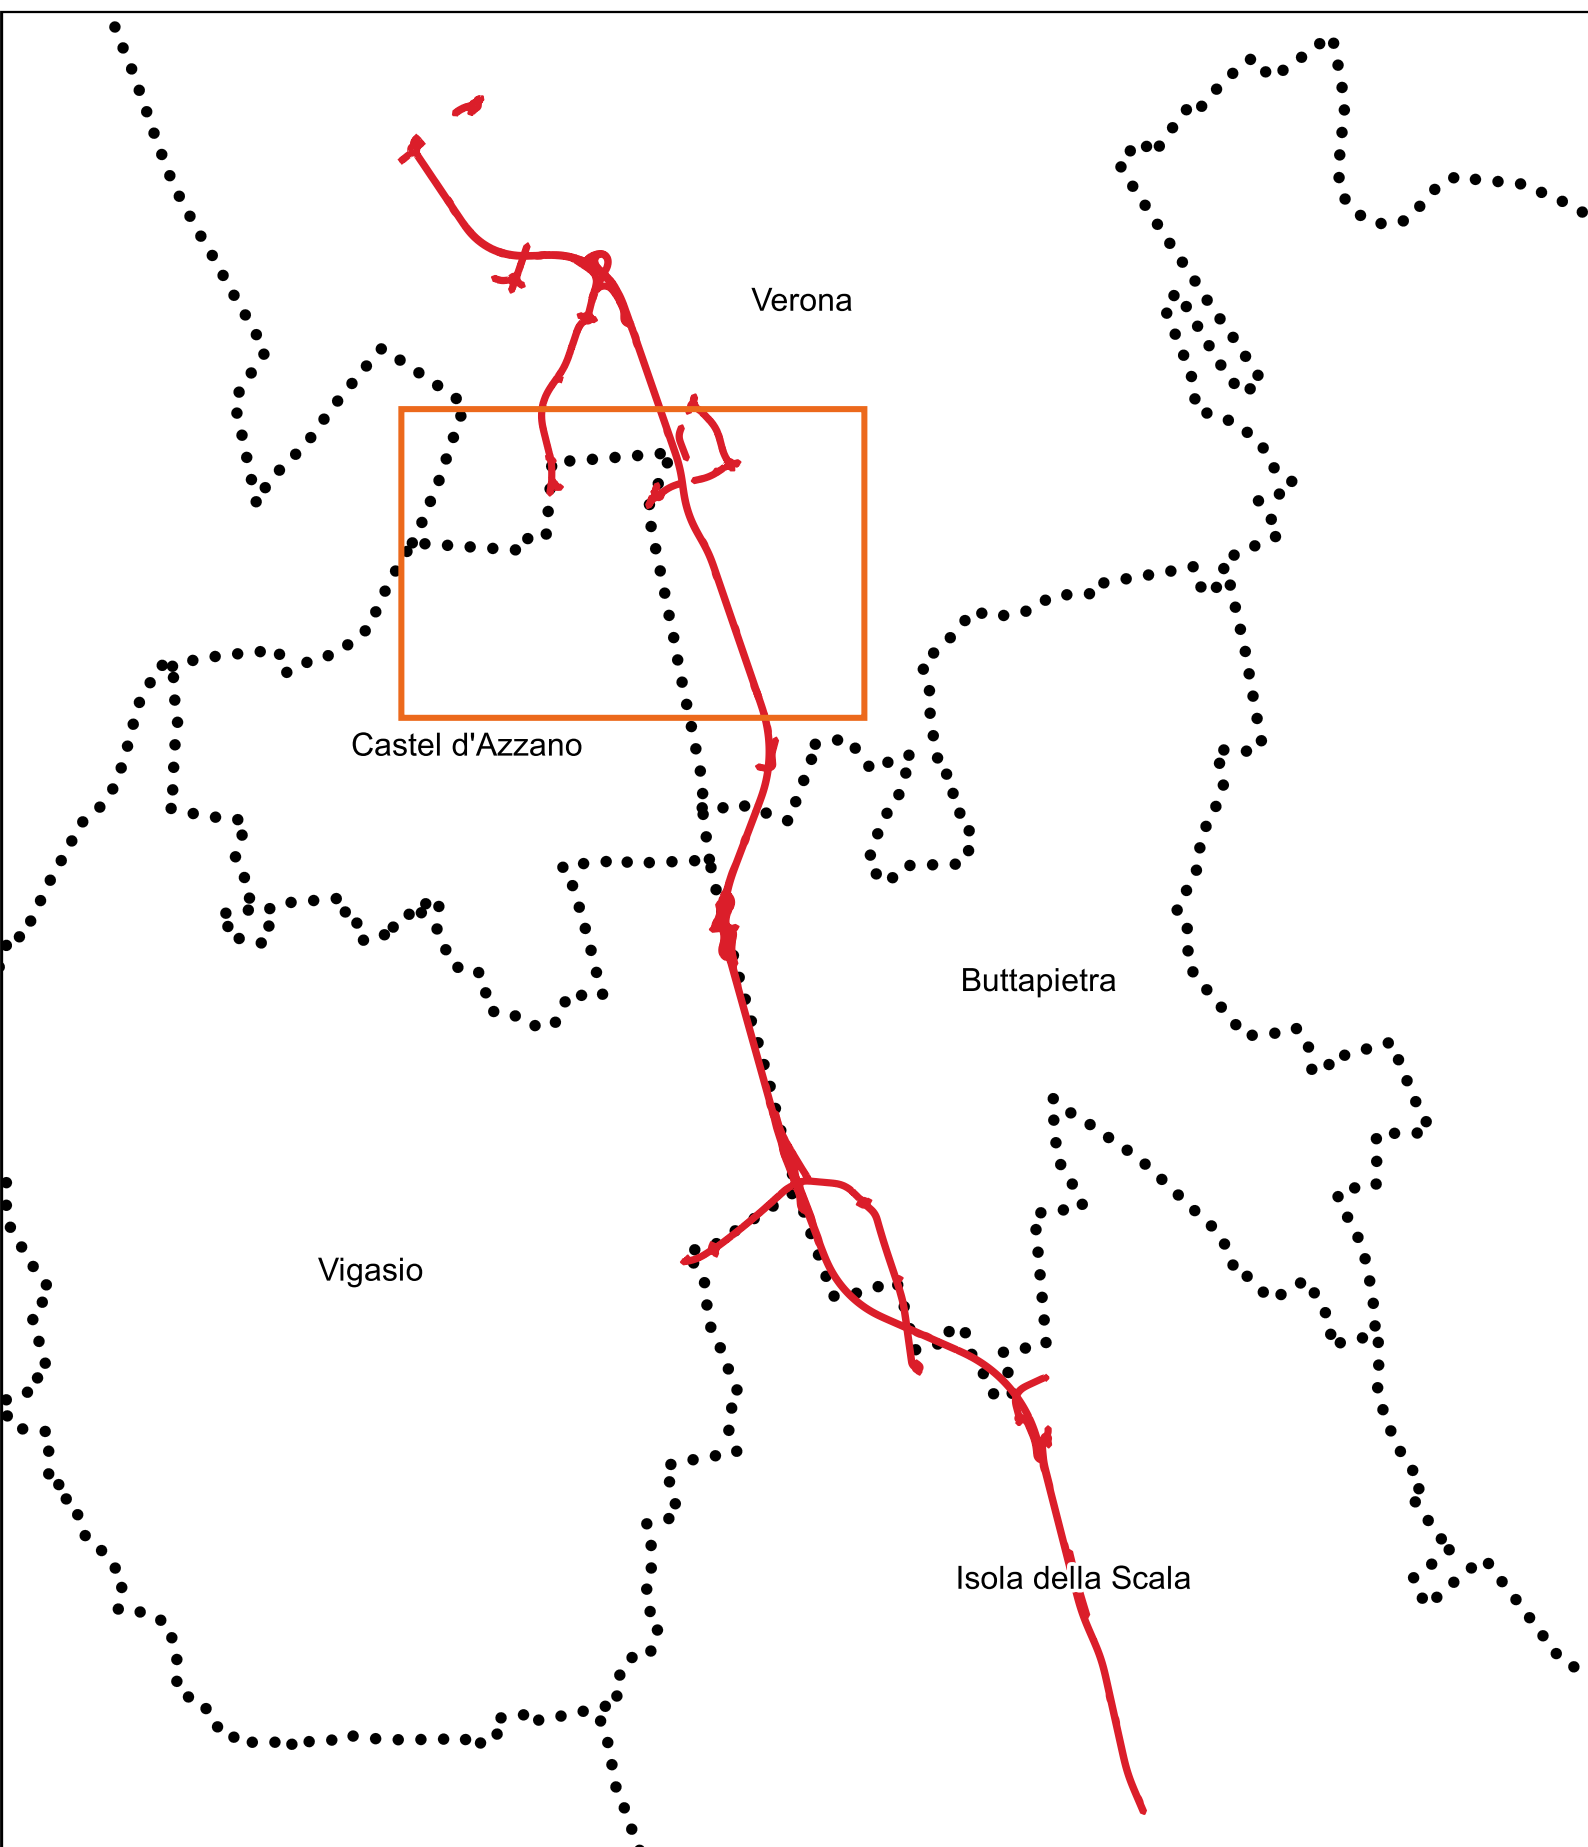 Verona
Castel d'Azzano
Buttapietra
Vigasio
Isola della Scala